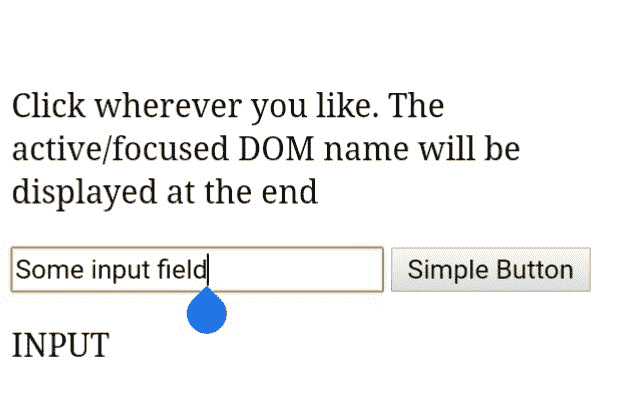 Click wherever you like. The
active/focused DOM name will be
displayed at the end
Some input field
Simple Button
INPUT